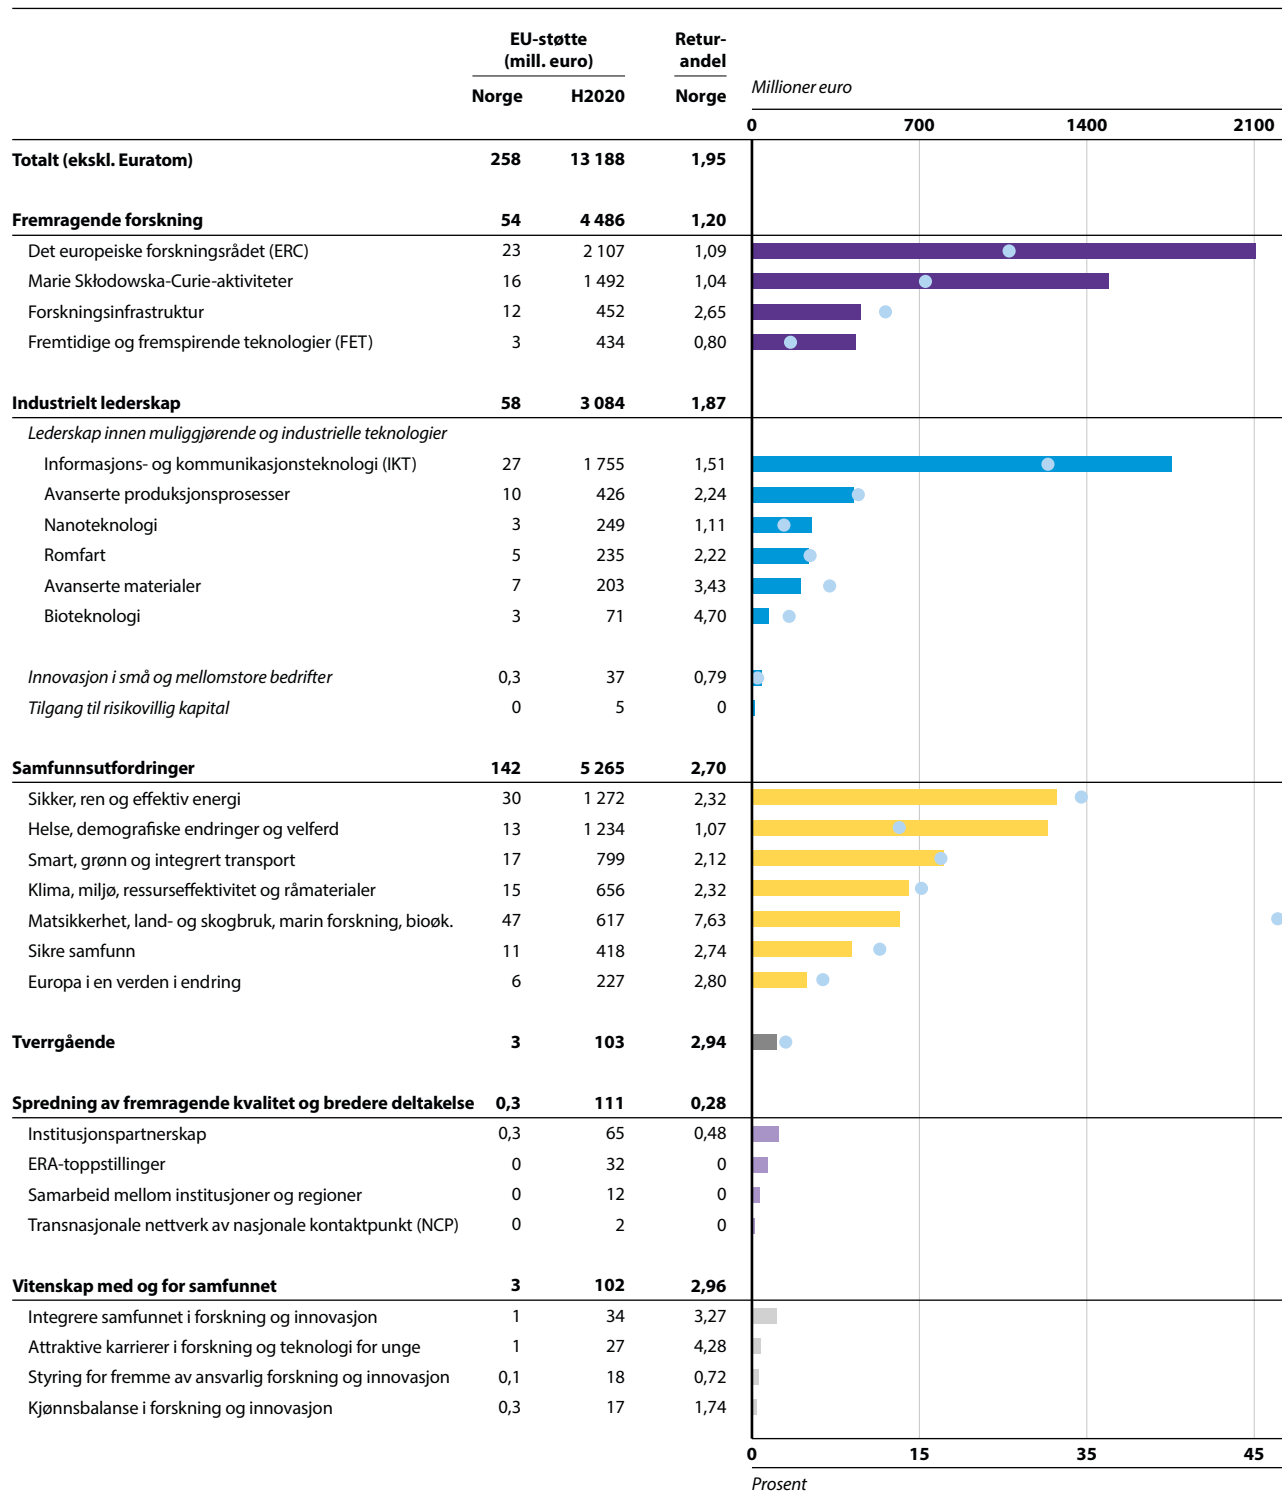 EU-støtte Retur-
(mill. euro) andel
Norge H2020 Norge Millioner euro
0 700 1400 2100
Totalt (ekskl. Euratom) 258 13 188 1,95
Fremragende forskning 54 4 486 1,20
Det europeiske forskningsrådet (ERC) 23 2 107 1,09
Marie Skłodowska-Curie-aktiviteter 16 1 492 1,04
Forskningsinfrastruktur 12 452 2,65
Fremtidige og fremspirende teknologier (FET) 3 434 0,80
Industrielt lederskap 58 3 084 1,87
Lederskap innen muliggjørende og industrielle teknologier
Informasjons- og kommunikasjonsteknologi (IKT) 27 1 755 1,51
Avanserte produksjonsprosesser 10 426 2,24
Nanoteknologi 3 249 1,11
Romfart 5 235 2,22
Avanserte materialer 7 203 3,43
Bioteknologi 3 71 4,70
Innovasjon i små og mellomstore bedrifter 0,3 37 0,79
Tilgang til risikovillig kapital 0 5 0
Samfunnsutfordringer 142 5 265 2,70
Sikker, ren og effektiv energi 30 1 272 2,32
Helse, demografiske endringer og velferd 13 1 234 1,07
Smart, grønn og integrert transport 17 799 2,12
Klima, miljø, ressurseffektivitet og råmaterialer 15 656 2,32
Matsikkerhet, land- og skogbruk, marin forskning, bioøk. 47 617 7,63
Sikre samfunn 11 418 2,74
Europa i en verden i endring 6 227 2,80
Tverrgående 3 103 2,94
Spredning av fremragende kvalitet og bredere deltakelse 0,3 111 0,28
Institusjonspartnerskap 0,3 65 0,48
ERA-toppstillinger 0 32 0
Samarbeid mellom institusjoner og regioner 0 12 0
Transnasjonale nettverk av nasjonale kontaktpunkt (NCP) 0 2 0
Vitenskap med og for samfunnet 3 102 2,96
Integrere samfunnet i forskning og innovasjon 1 34 3,27
Attraktive karrierer i forskning og teknologi for unge 1 27 4,28
Styring for fremme av ansvarlig forskning og innovasjon 0,1 18 0,72
Kjønnsbalanse i forskning og innovasjon 0,3 17 1,74
0 15 35 45
Prosent